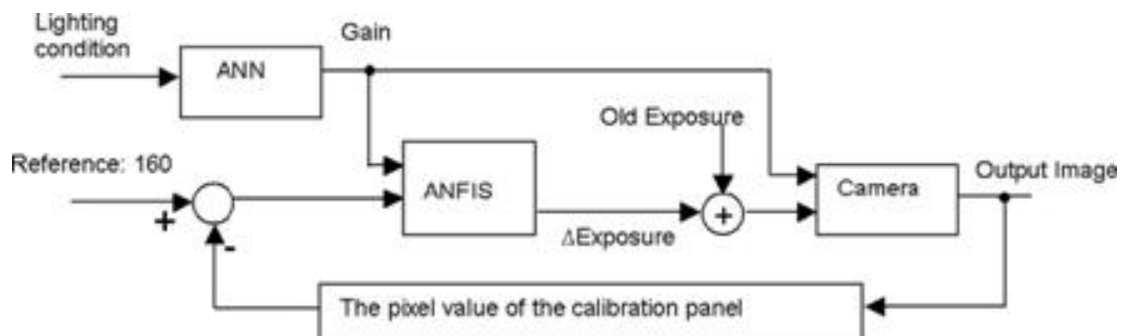 Lighting
condition
Gain
ANN
Old Exposure
Reference: 160
ANFIS
Camera
Output Image
+
+
ΔExposure
-
The pixel value of the calibration panel